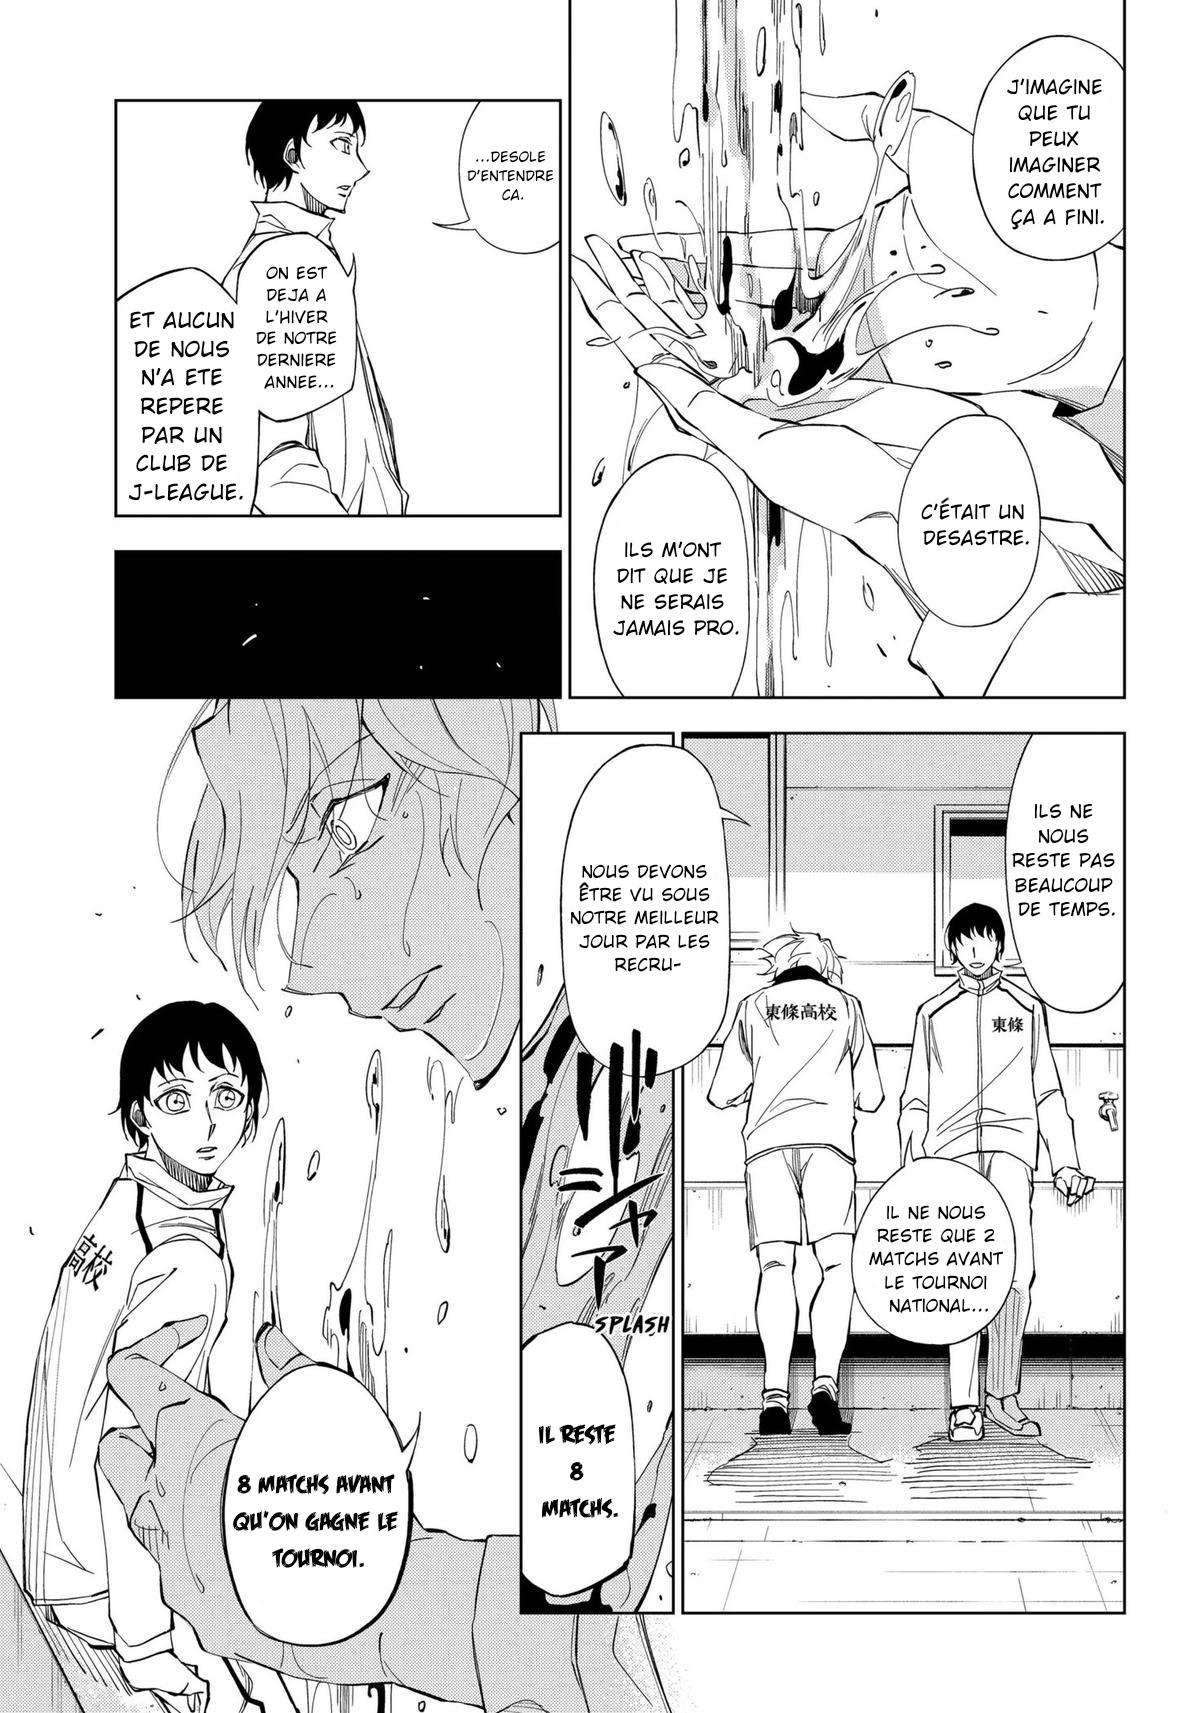 J'IMAGINE
QUE TU
PEUX
IMAGINER
COMMENT
ÇA A FINI.
C'ÉTAIT UN
DESASTRE.
ILS M'ONT
DIT QUE JE
NE SERAIS
JAMAIS PRO.
...DESOLE
D'ENTENDRE
CA.
ON EST
DEJA A
L'HIVER
DE NOTRE
DERNIERE
ANNEE...
ET AUCUN
DE NOUS
N'A ETE
REPERE
PAR UN
CLUB DE
J-LEAGUE.
ILS NE
NOUS
RESTE PAS
BEAUCOUP
DE TEMPS.
東條高校
東條
IL NE NOUS
RESTE QUE 2
MATCHS AVANT
LE TOURNOI
NATIONAL...
NOUS DEVONS
ÊTRE VU SOUS
NOTRE MEILLEUR
JOUR PAR LES
RECRU-
SPLASH
IL RESTE
8
MATCHS.
高校
8 MATCHS AVANT
QU'ON GAGNE LE
TOURNOI.